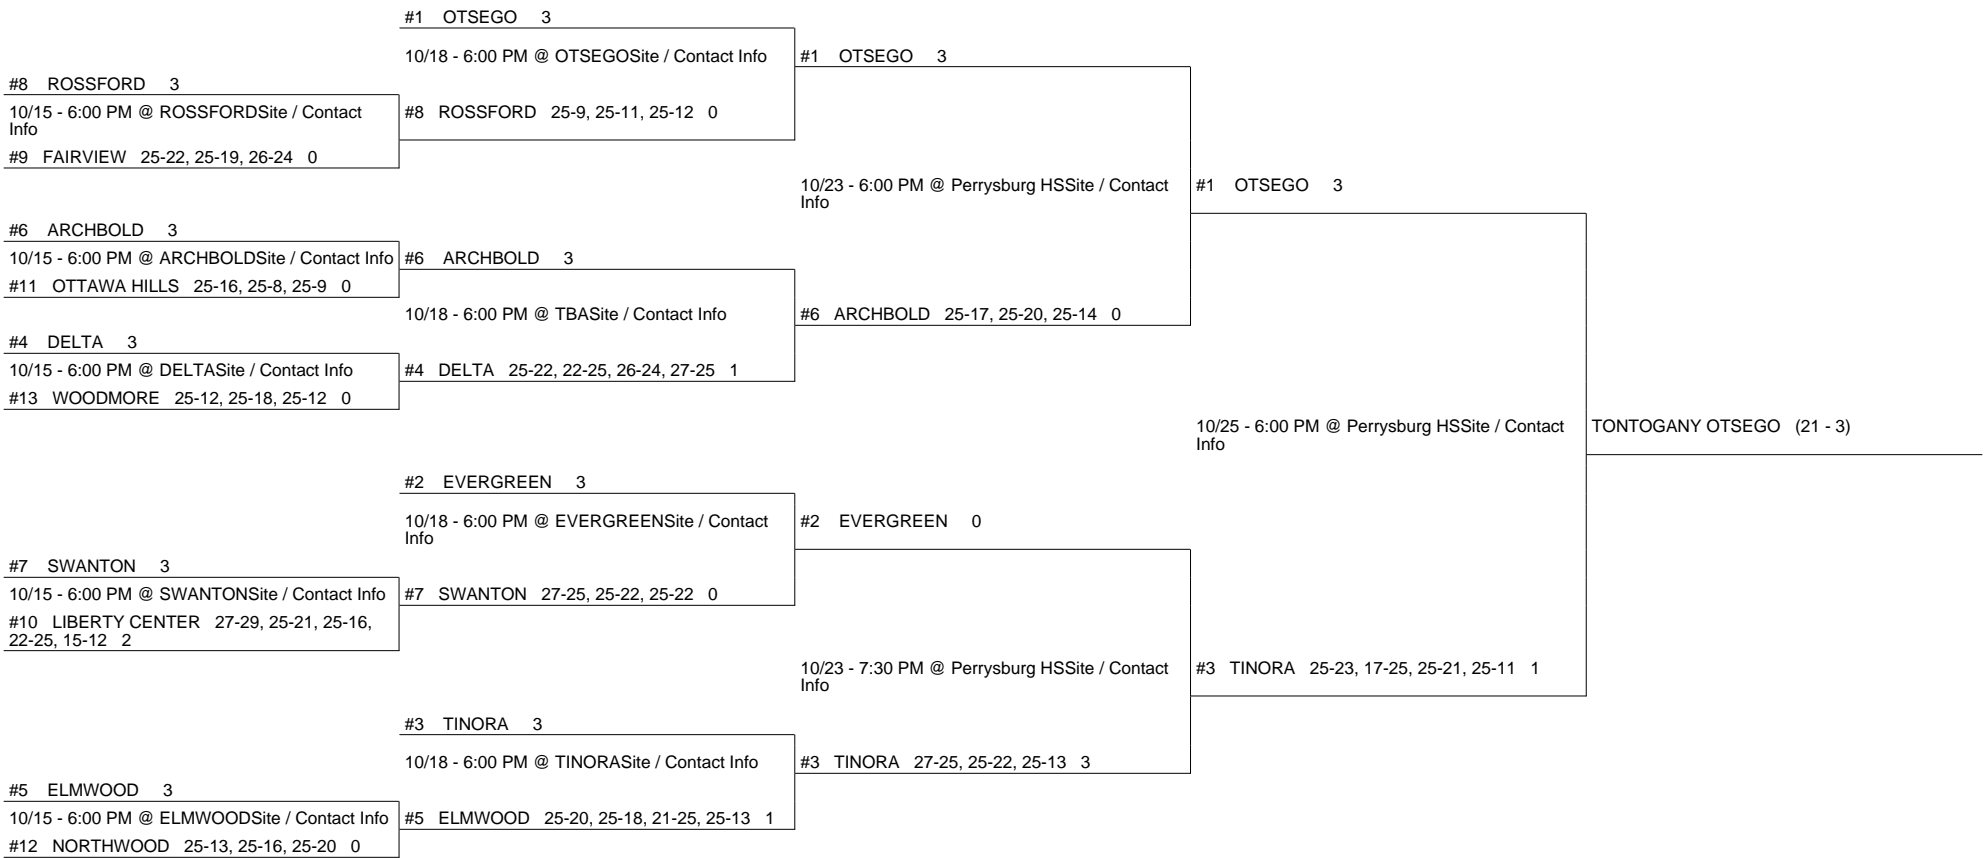 #1 OTSEGO 3
10/18 - 6:00 PM @ OTSEGOSite / Contact Info
#1 OTSEGO 3
#8 ROSSFORD 3
10/15 - 6:00 PM @ ROSSFORDSite / Contact
Info
#8 ROSSFORD 25-9, 25-11, 25-12 0
#9 FAIRVIEW 25-22, 25-19, 26-24 0
10/23 - 6:00 PM @ Perrysburg HSSite / Contact
Info
#1 OTSEGO 3
#6 ARCHBOLD 3
10/15 - 6:00 PM @ ARCHBOLDSite / Contact Info
#6 ARCHBOLD 3
#11 OTTAWA HILLS 25-16, 25-8, 25-9 0
10/18 - 6:00 PM @ TBASite / Contact Info
#6 ARCHBOLD 25-17, 25-20, 25-14 0
#4 DELTA 3
10/15 - 6:00 PM @ DELTASite / Contact Info
#4 DELTA 25-22, 22-25, 26-24, 27-25 1
#13 WOODMORE 25-12, 25-18, 25-12 0
10/25 - 6:00 PM @ Perrysburg HSSite / Contact
Info
TONTOGANY OTSEGO (21 - 3)
#2 EVERGREEN 3
10/18 - 6:00 PM @ EVERGREENSite / Contact
Info
#2 EVERGREEN 0
#7 SWANTON 3
10/15 - 6:00 PM @ SWANTONSite / Contact Info
#7 SWANTON 27-25, 25-22, 25-22 0
#10 LIBERTY CENTER 27-29, 25-21, 25-16,
22-25, 15-12 2
10/23 - 7:30 PM @ Perrysburg HSSite / Contact
Info
#3 TINORA 25-23, 17-25, 25-21, 25-11 1
#3 TINORA 3
10/18 - 6:00 PM @ TINORASite / Contact Info
#3 TINORA 27-25, 25-22, 25-13 3
#5 ELMWOOD 3
10/15 - 6:00 PM @ ELMWOODSite / Contact Info
#5 ELMWOOD 25-20, 25-18, 21-25, 25-13 1
#12 NORTHWOOD 25-13, 25-16, 25-20 0